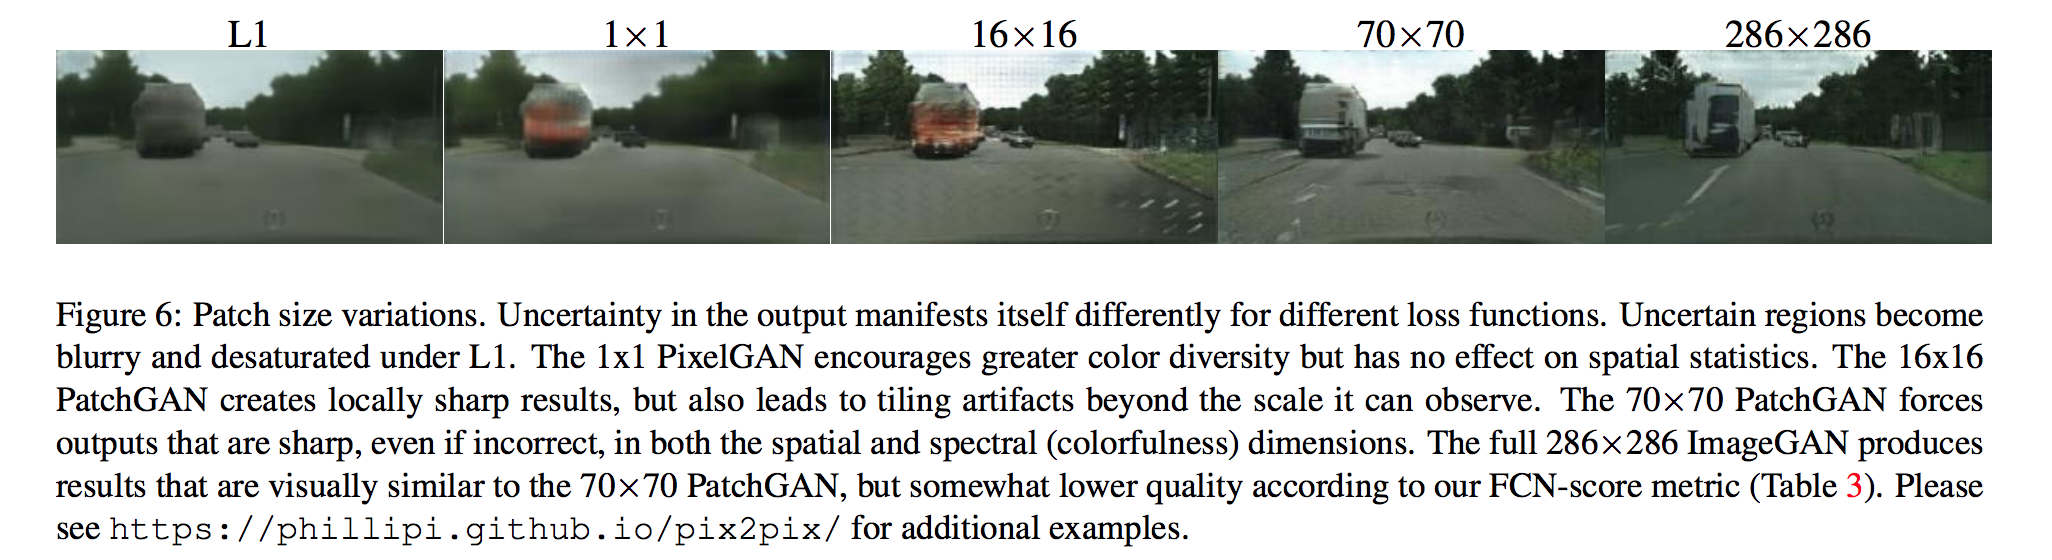 L1 1×1 16×16 70×70 286×286
Figure 6: Patch size variations. Uncertainty in the output manifests itself differently for different loss functions. Uncertain regions become
blurry and desaturated under L1. The 1x1 PixelGAN encourages greater color diversity but has no effect on spatial statistics. The 16x16
PatchGAN creates locally sharp results, but also leads to tiling artifacts beyond the scale it can observe. The 70×70 PatchGAN forces
outputs that are sharp, even if incorrect, in both the spatial and spectral (colorfulness) dimensions. The full 286×286 ImageGAN produces
results that are visually similar to the 70×70 PatchGAN, but somewhat lower quality according to our FCN-score metric (Table 3). Please
see https://phillipi.github.io/pix2pix/ for additional examples.